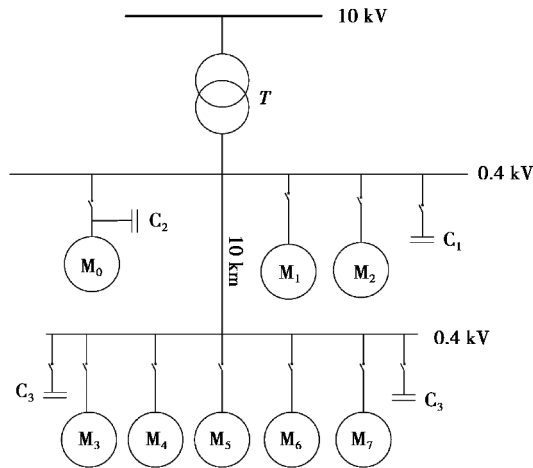 10 kV
T
0.4 kV
C₂
C₁
M₀
M₁
M₂
10 km
0.4 kV
C₃
C₃
M₃
M₄
M₅
M₆
M₇